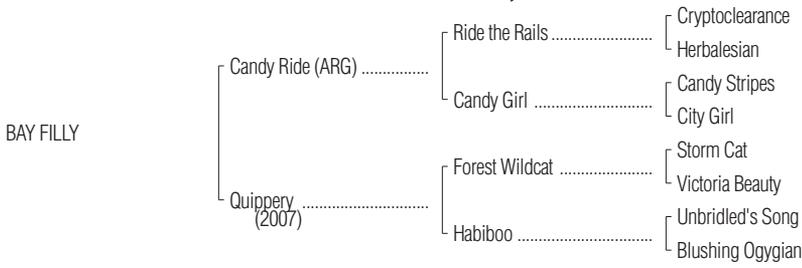 Cryptoclearance
Ride the Rails ....................
Herbalesian
Candy Ride (ARG) ................
Candy Stripes
Candy Girl ........................
City Girl
BAY FILLY
Storm Cat
Forest Wildcat ..................
Victoria Beauty
Quippery ..............................
(2007)
Unbridled's Song
Habiboo ...........................
Blushing Ogygian